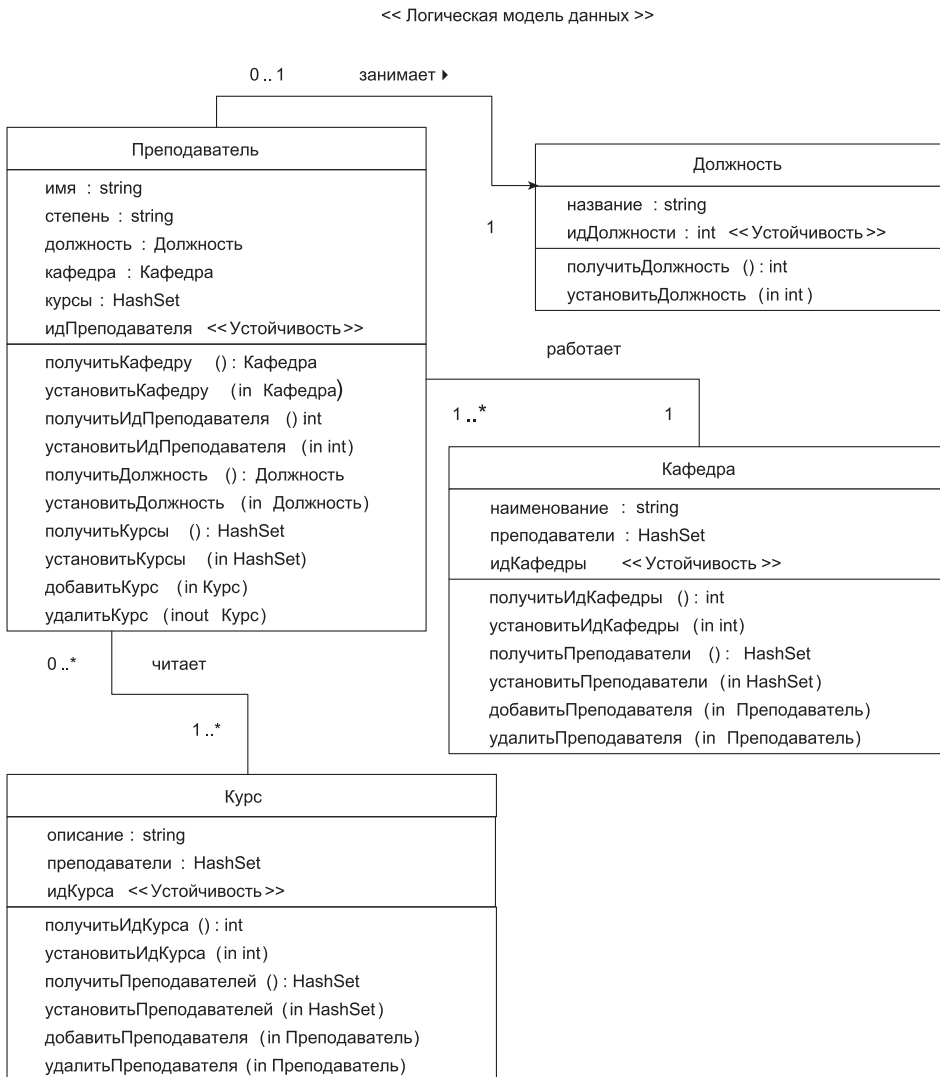 << Логическая модель данных >>
0 .. 1 занимает
Преподаватель
имя : string
степень : string
должность : Должность
кафедра : Кафедра
курсы : HashSet
идПреподавателя <<Устойчивость>>
получитьКафедру () : Кафедра
установитьКафедру (in Кафедра)
получитьИдПреподавателя () int
установитьИдПреподавателя (in int)
получитьДолжность () : Должность
установитьДолжность (in Должность)
получитьКурсы () : HashSet
установитьКурсы (in HashSet)
добавитьКурс (in Курс)
удалитьКурс (inout Курс)
Должность
название : string
идДолжности : int <<Устойчивость>>
получитьДолжность () : int
установитьДолжность (in int)
1
работает
1 ..* 1
Кафедра
наименование : string
преподаватели : HashSet
идКафедры <<Устойчивость >>
получитьИдКафедры () : int
установитьИдКафедры (in int)
получитьПреподаватели () : HashSet
установитьПреподаватели (in HashSet)
добавитьПреподавателя (in Преподаватель)
удалитьПреподавателя (in Преподаватель)
0 ..* читает
1 ..*
Курс
описание : string
преподаватели : HashSet
идКурса <<Устойчивость>>
получитьИдКурса () : int
установитьИдКурса (in int)
получитьПреподавателей () : HashSet
установитьПреподавателей (in HashSet)
добавитьПреподавателя (in Преподаватель)
удалитьПреподавателя (in Преподаватель)